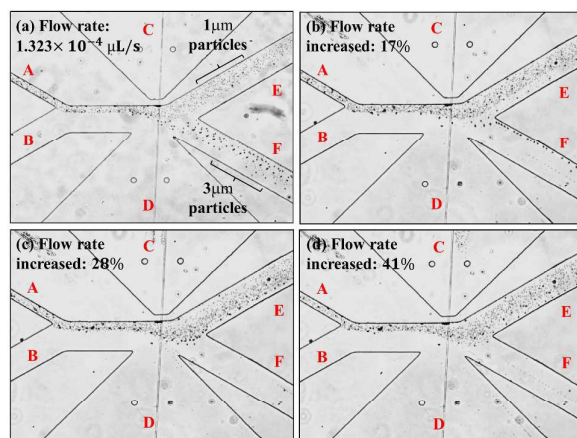 (a) Flow rate:
1.323× 10⁻⁴ μL/s
C
1μm
particles
A
E
B
F
D
3μm
particles
(b) Flow rate
increased: 17%
C
A
E
B
F
D
(c) Flow rate
increased: 28%
C
A
E
B
F
D
(d) Flow rate
increased: 41%
C
A
E
B
F
D